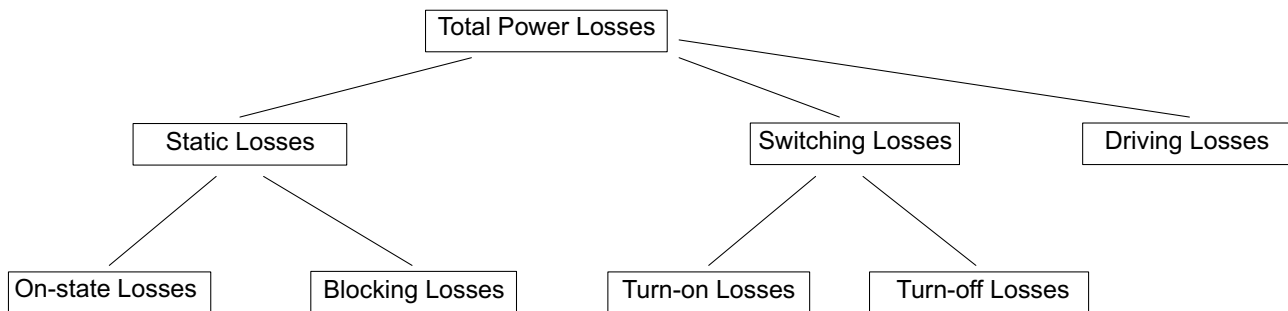 Total Power Losses
Static Losses
Switching Losses
Driving Losses
On-state Losses
Blocking Losses
Turn-on Losses
Turn-off Losses